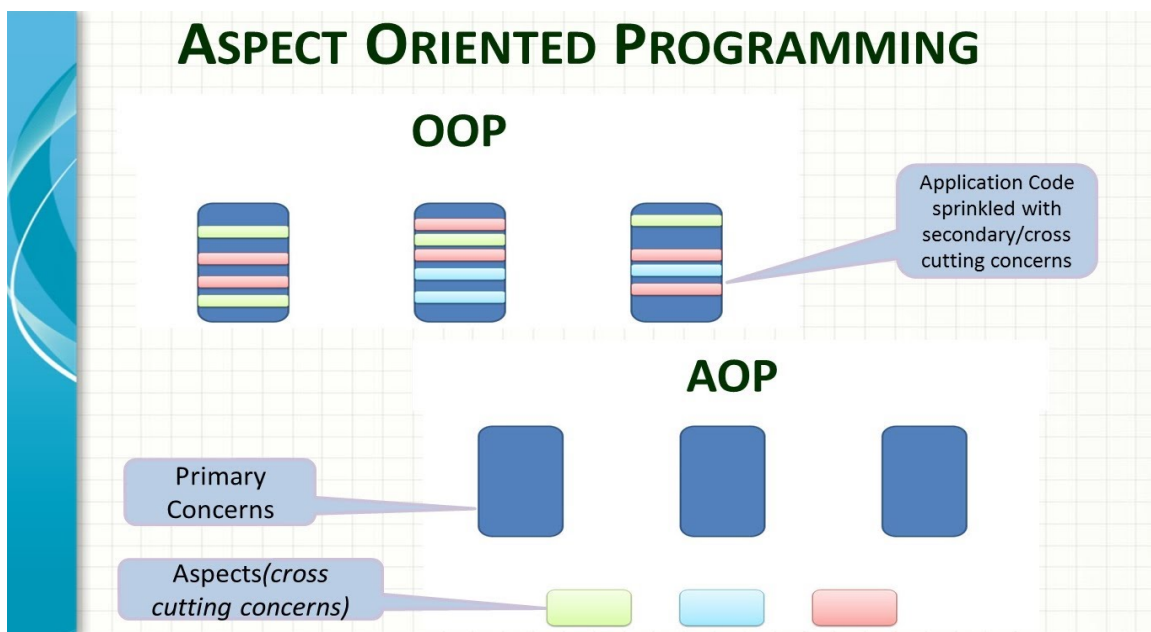 ASPECT ORIENTED PROGRAMMING
OOP
Application Code
sprinkled with
secondary/cross
cutting concerns
AOP
Primary
Concerns
Aspects(cross
cutting concerns)